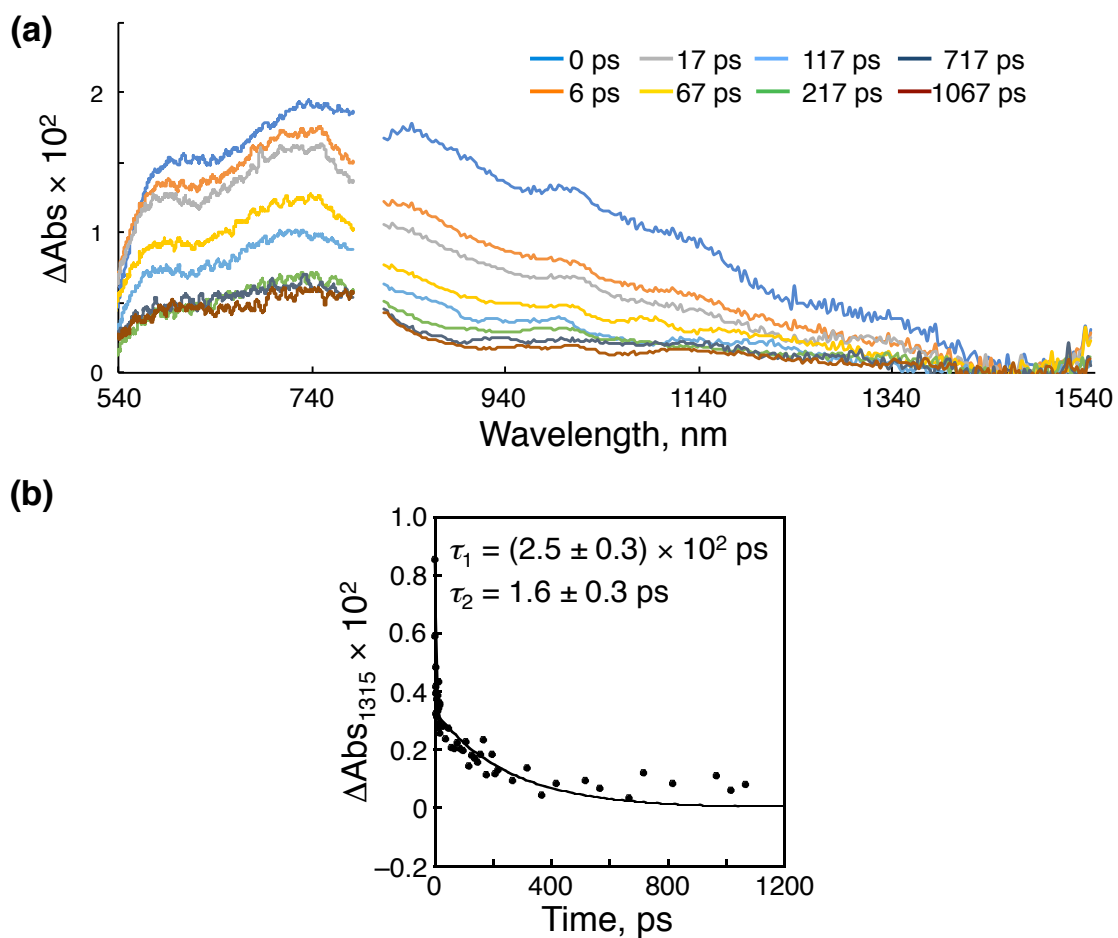 (a)
ΔAbs × 10²
2
1
0
0 ps 17 ps 117 ps 717 ps
6 ps 67 ps 217 ps 1067 ps
540 740 940 1140 1340 1540
Wavelength, nm
(b)
ΔAbs₁₃₁₅ × 10²
1.0
0.8
0.6
0.4
0.2
0
–0.2
τ₁ = (2.5 ± 0.3) × 10² ps
τ₂ = 1.6 ± 0.3 ps
0 400 800 1200
Time, ps